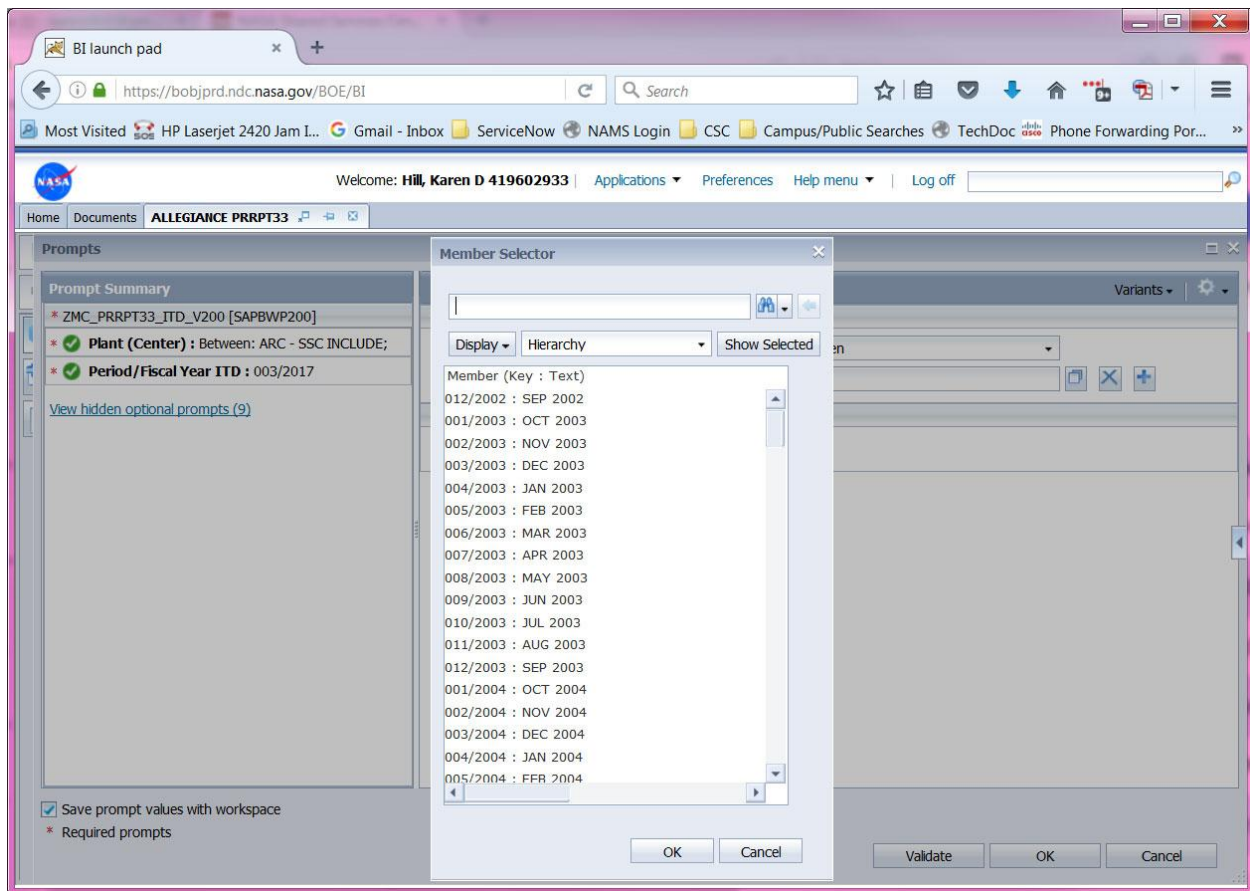 BI launch pad
https://bobjprd.ndc.nasa.gov/BOE/BI
Search
Most Visited
HP Laserjet 2420 Jam I...
Gmail - Inbox
ServiceNow
NAMS Login
CSC
Campus/Public Searches
TechDoc
Phone Forwarding Por...
NASA
Welcome: Hill, Karen D 419602933 | Applications Preferences Help menu | Log off
Home Documents ALLEGIANCE PRRPT33
Prompts
Prompt Summary
* ZMC_PRRPT33_ITD_V200 [SAPBWP200]
* Plant (Center) : Between: ARC - SSC INCLUDE;
* Period/Fiscal Year ITD : 003/2017
View hidden optional prompts (9)
Save prompt values with workspace
* Required prompts
Member Selector
Display Hierarchy Show Selected
Member (Key : Text)
012/2002 : SEP 2002
001/2003 : OCT 2003
002/2003 : NOV 2003
003/2003 : DEC 2003
004/2003 : JAN 2003
005/2003 : FEB 2003
006/2003 : MAR 2003
007/2003 : APR 2003
008/2003 : MAY 2003
009/2003 : JUN 2003
010/2003 : JUL 2003
011/2003 : AUG 2003
012/2003 : SEP 2003
001/2004 : OCT 2004
002/2004 : NOV 2004
003/2004 : DEC 2004
004/2004 : JAN 2004
005/2004 : FEB 2004
OK Cancel
Variants
en
Validate OK Cancel